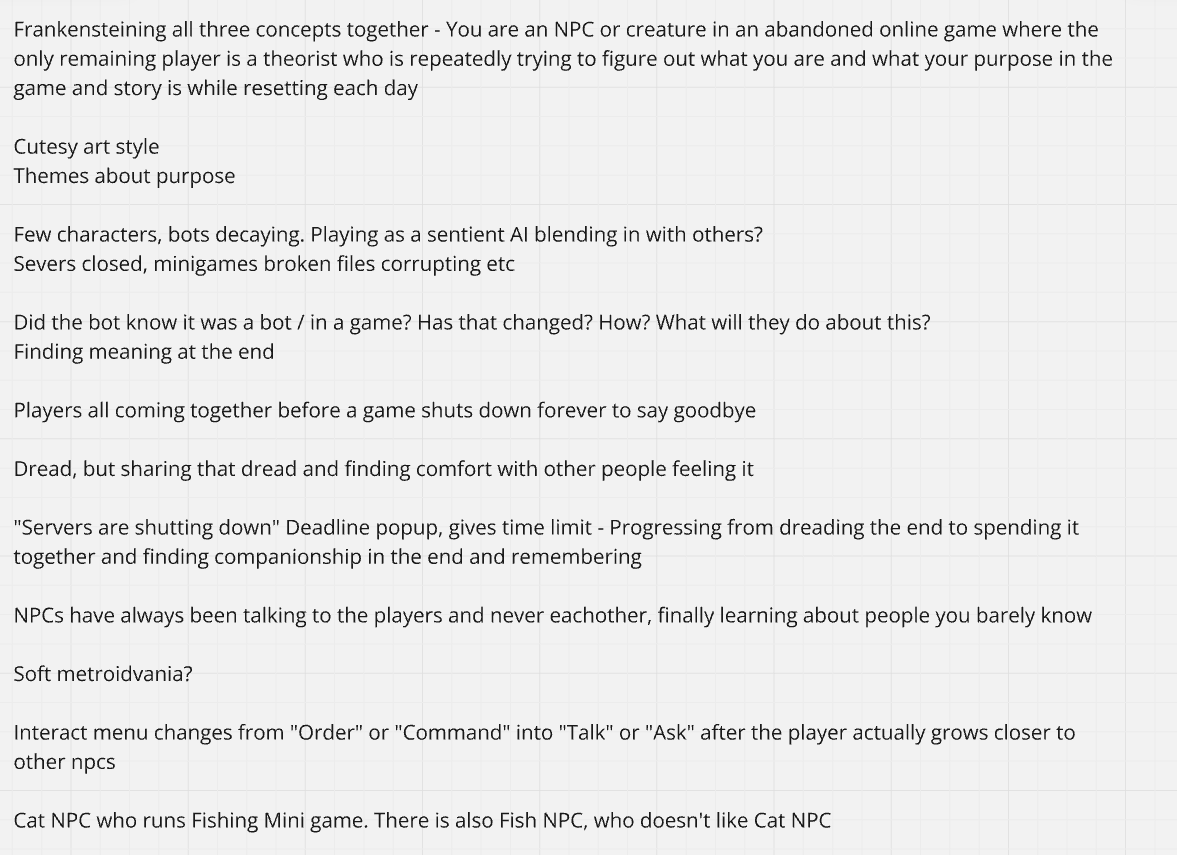 Frankensteining all three concepts together - You are an NPC or creature in an abandoned online game where the
only remaining player is a theorist who is repeatedly trying to figure out what you are and what your purpose in the
game and story is while resetting each day
Cutesy art style
Themes about purpose
Few characters, bots decaying. Playing as a sentient AI blending in with others?
Severs closed, minigames broken files corrupting etc
Did the bot know it was a bot / in a game? Has that changed? How? What will they do about this?
Finding meaning at the end
Players all coming together before a game shuts down forever to say goodbye
Dread, but sharing that dread and finding comfort with other people feeling it
"Servers are shutting down" Deadline popup, gives time limit - Progressing from dreading the end to spending it
together and finding companionship in the end and remembering
NPCs have always been talking to the players and never eachother, finally learning about people you barely know
Soft metroidvania?
Interact menu changes from "Order" or "Command" into "Talk" or "Ask" after the player actually grows closer to
other npcs
Cat NPC who runs Fishing Mini game. There is also Fish NPC, who doesn't like Cat NPC